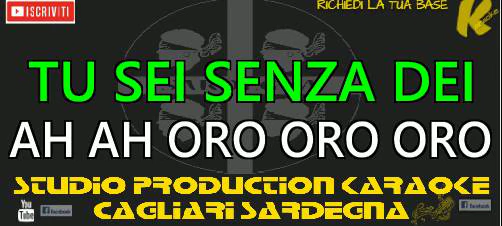 ISCRIVITI
RICHIEDI LA TUA BASE
TU SEI SENZA DEI
AH AH ORO ORO ORO
STUDIO PRODUCTION KARAOKE
CAGLIARI SARDEGNA
You Tube
facebook
facebook